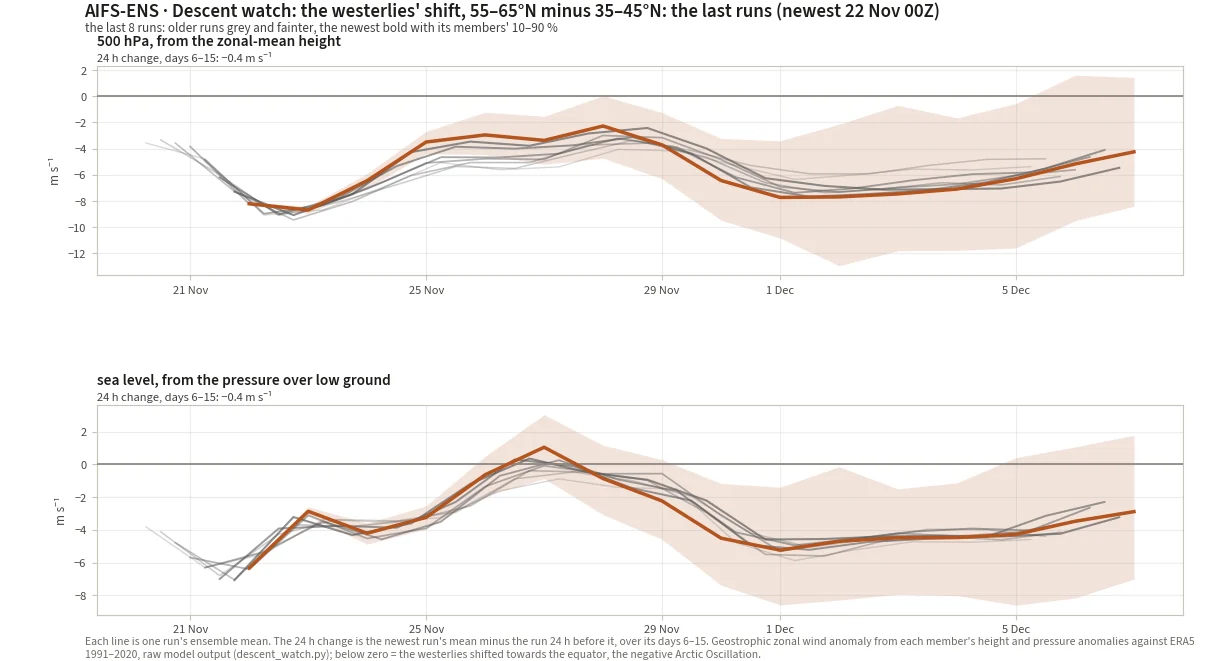 AIFS-ENS · Descent watch: the westerlies' shift, 55–65°N minus 35–45°N: the last runs (newest 22 Nov 00Z)
the last 8 runs: older runs grey and fainter, the newest bold with its members' 10–90 %
500 hPa, from the zonal-mean height
24 h change, days 6–15: −0.4 m s⁻¹
2
0
−2
−4
−6
−8
−10
−12
m s⁻¹
21 Nov
25 Nov
29 Nov
1 Dec
5 Dec
sea level, from the pressure over low ground
24 h change, days 6–15: −0.4 m s⁻¹
2
0
−2
−4
−6
−8
m s⁻¹
21 Nov
25 Nov
29 Nov
1 Dec
5 Dec
Each line is one run's ensemble mean. The 24 h change is the newest run's mean minus the run 24 h before it, over its days 6–15. Geostrophic zonal wind anomaly from each member's height and pressure anomalies against ERA5
1991–2020, raw model output (descent_watch.py); below zero = the westerlies shifted towards the equator, the negative Arctic Oscillation.